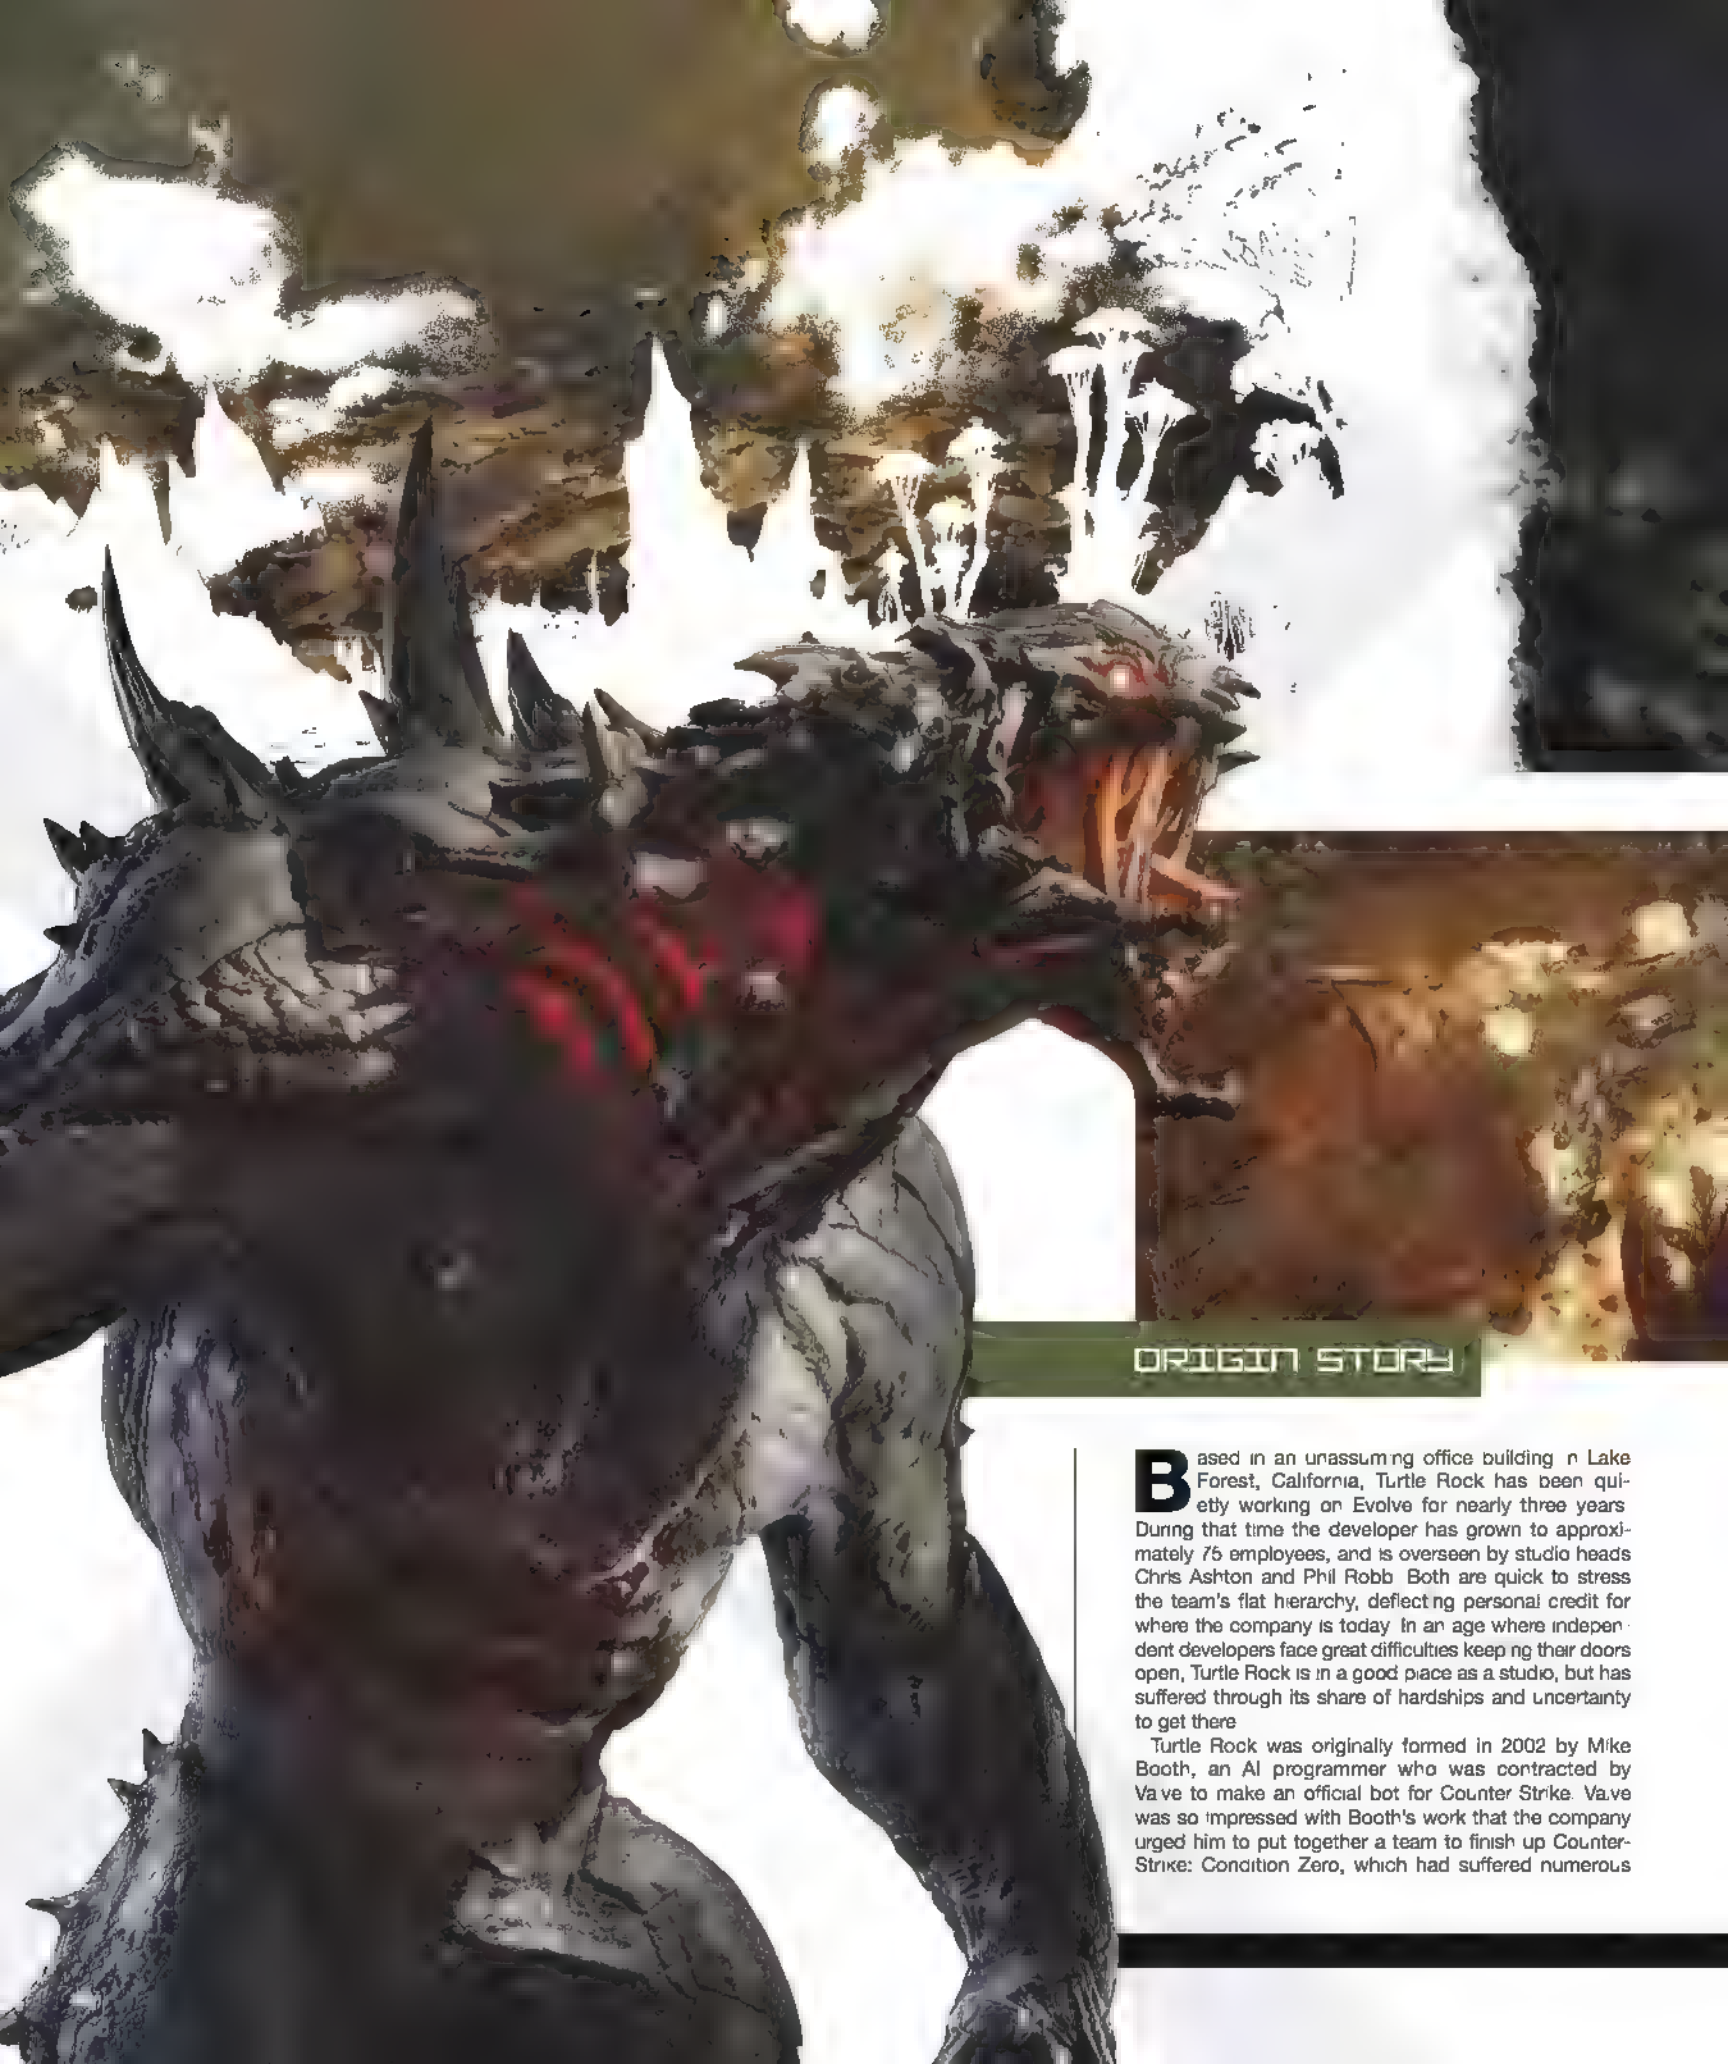 ORIGIN STORY
Based in an unassuming office building in Lake
Forest, California, Turtle Rock has been qui-
etly working on Evolve for nearly three years
During that time the developer has grown to approxi-
mately 75 employees, and is overseen by studio heads
Chris Ashton and Phil Robb Both are quick to stress
the team's flat hierarchy, deflecting personal credit for
where the company is today In an age where indepen-
dent developers face great difficulties keeping their doors
open, Turtle Rock is in a good place as a studio, but has
suffered through its share of hardships and uncertainty
to get there
Turtle Rock was originally formed in 2002 by Mike
Booth, an AI programmer who was contracted by
Valve to make an official bot for Counter Strike. Valve
was so impressed with Booth's work that the company
urged him to put together a team to finish up Counter-
Strike: Condition Zero, which had suffered numerous